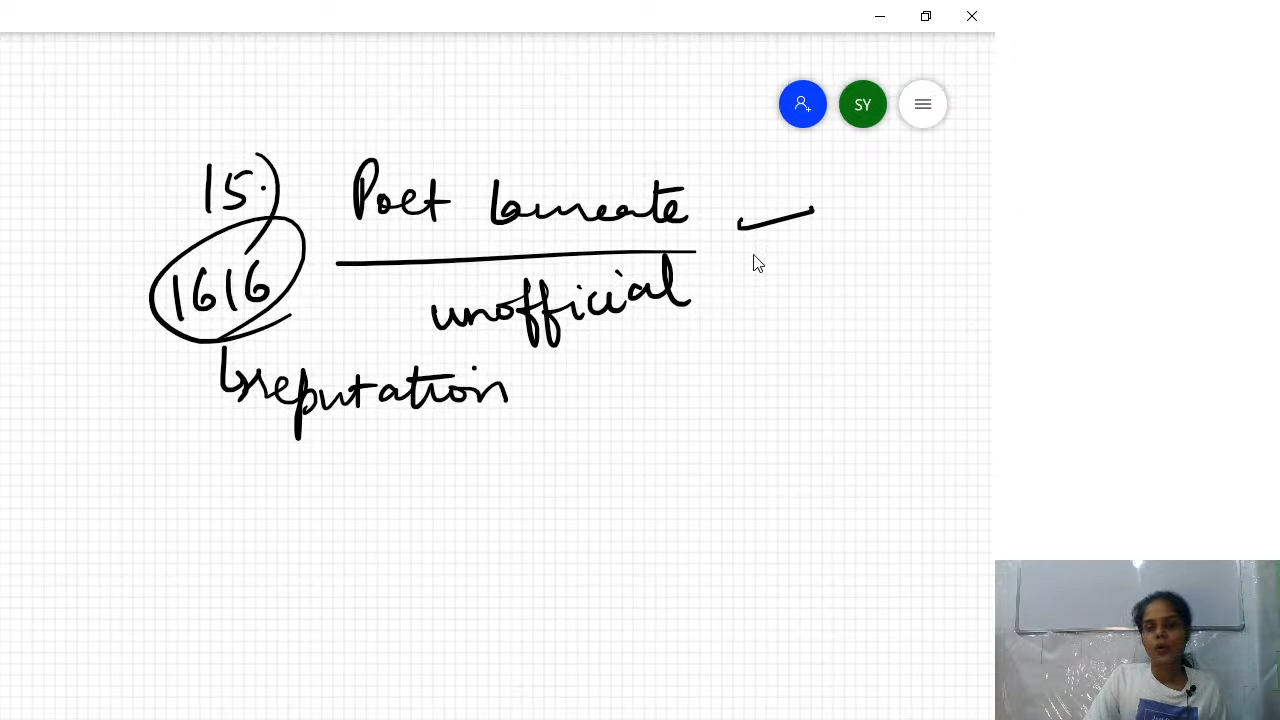 SY
15.) Poet laureate
1616 unofficial
reputation